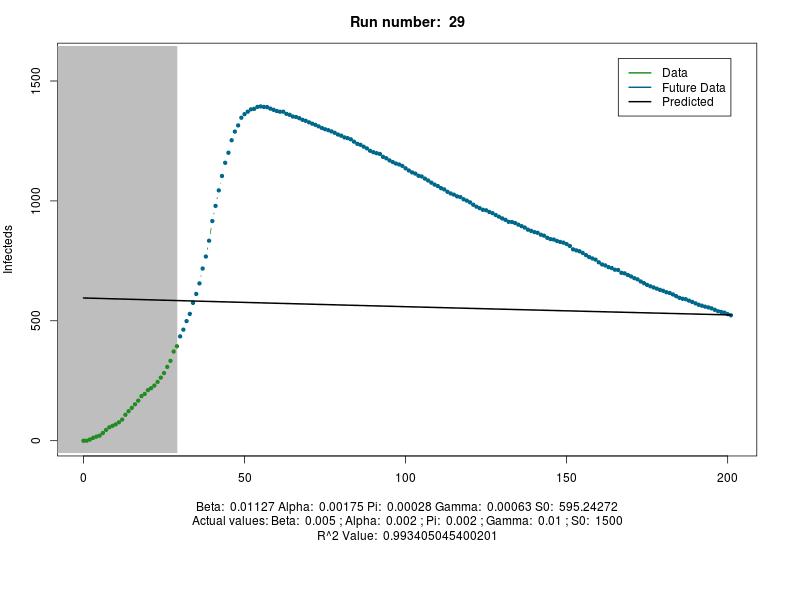 Run number: 29
1500
1000
500
0
Infecteds
Data
Future Data
Predicted
0 50 100 150 200
Beta: 0.01127 Alpha: 0.00175 Pi: 0.00028 Gamma: 0.00063 S0: 595.24272
Actual values: Beta: 0.005 ; Alpha: 0.002 ; Pi: 0.002 ; Gamma: 0.01 ; S0: 1500
R^2 Value: 0.993405045400201